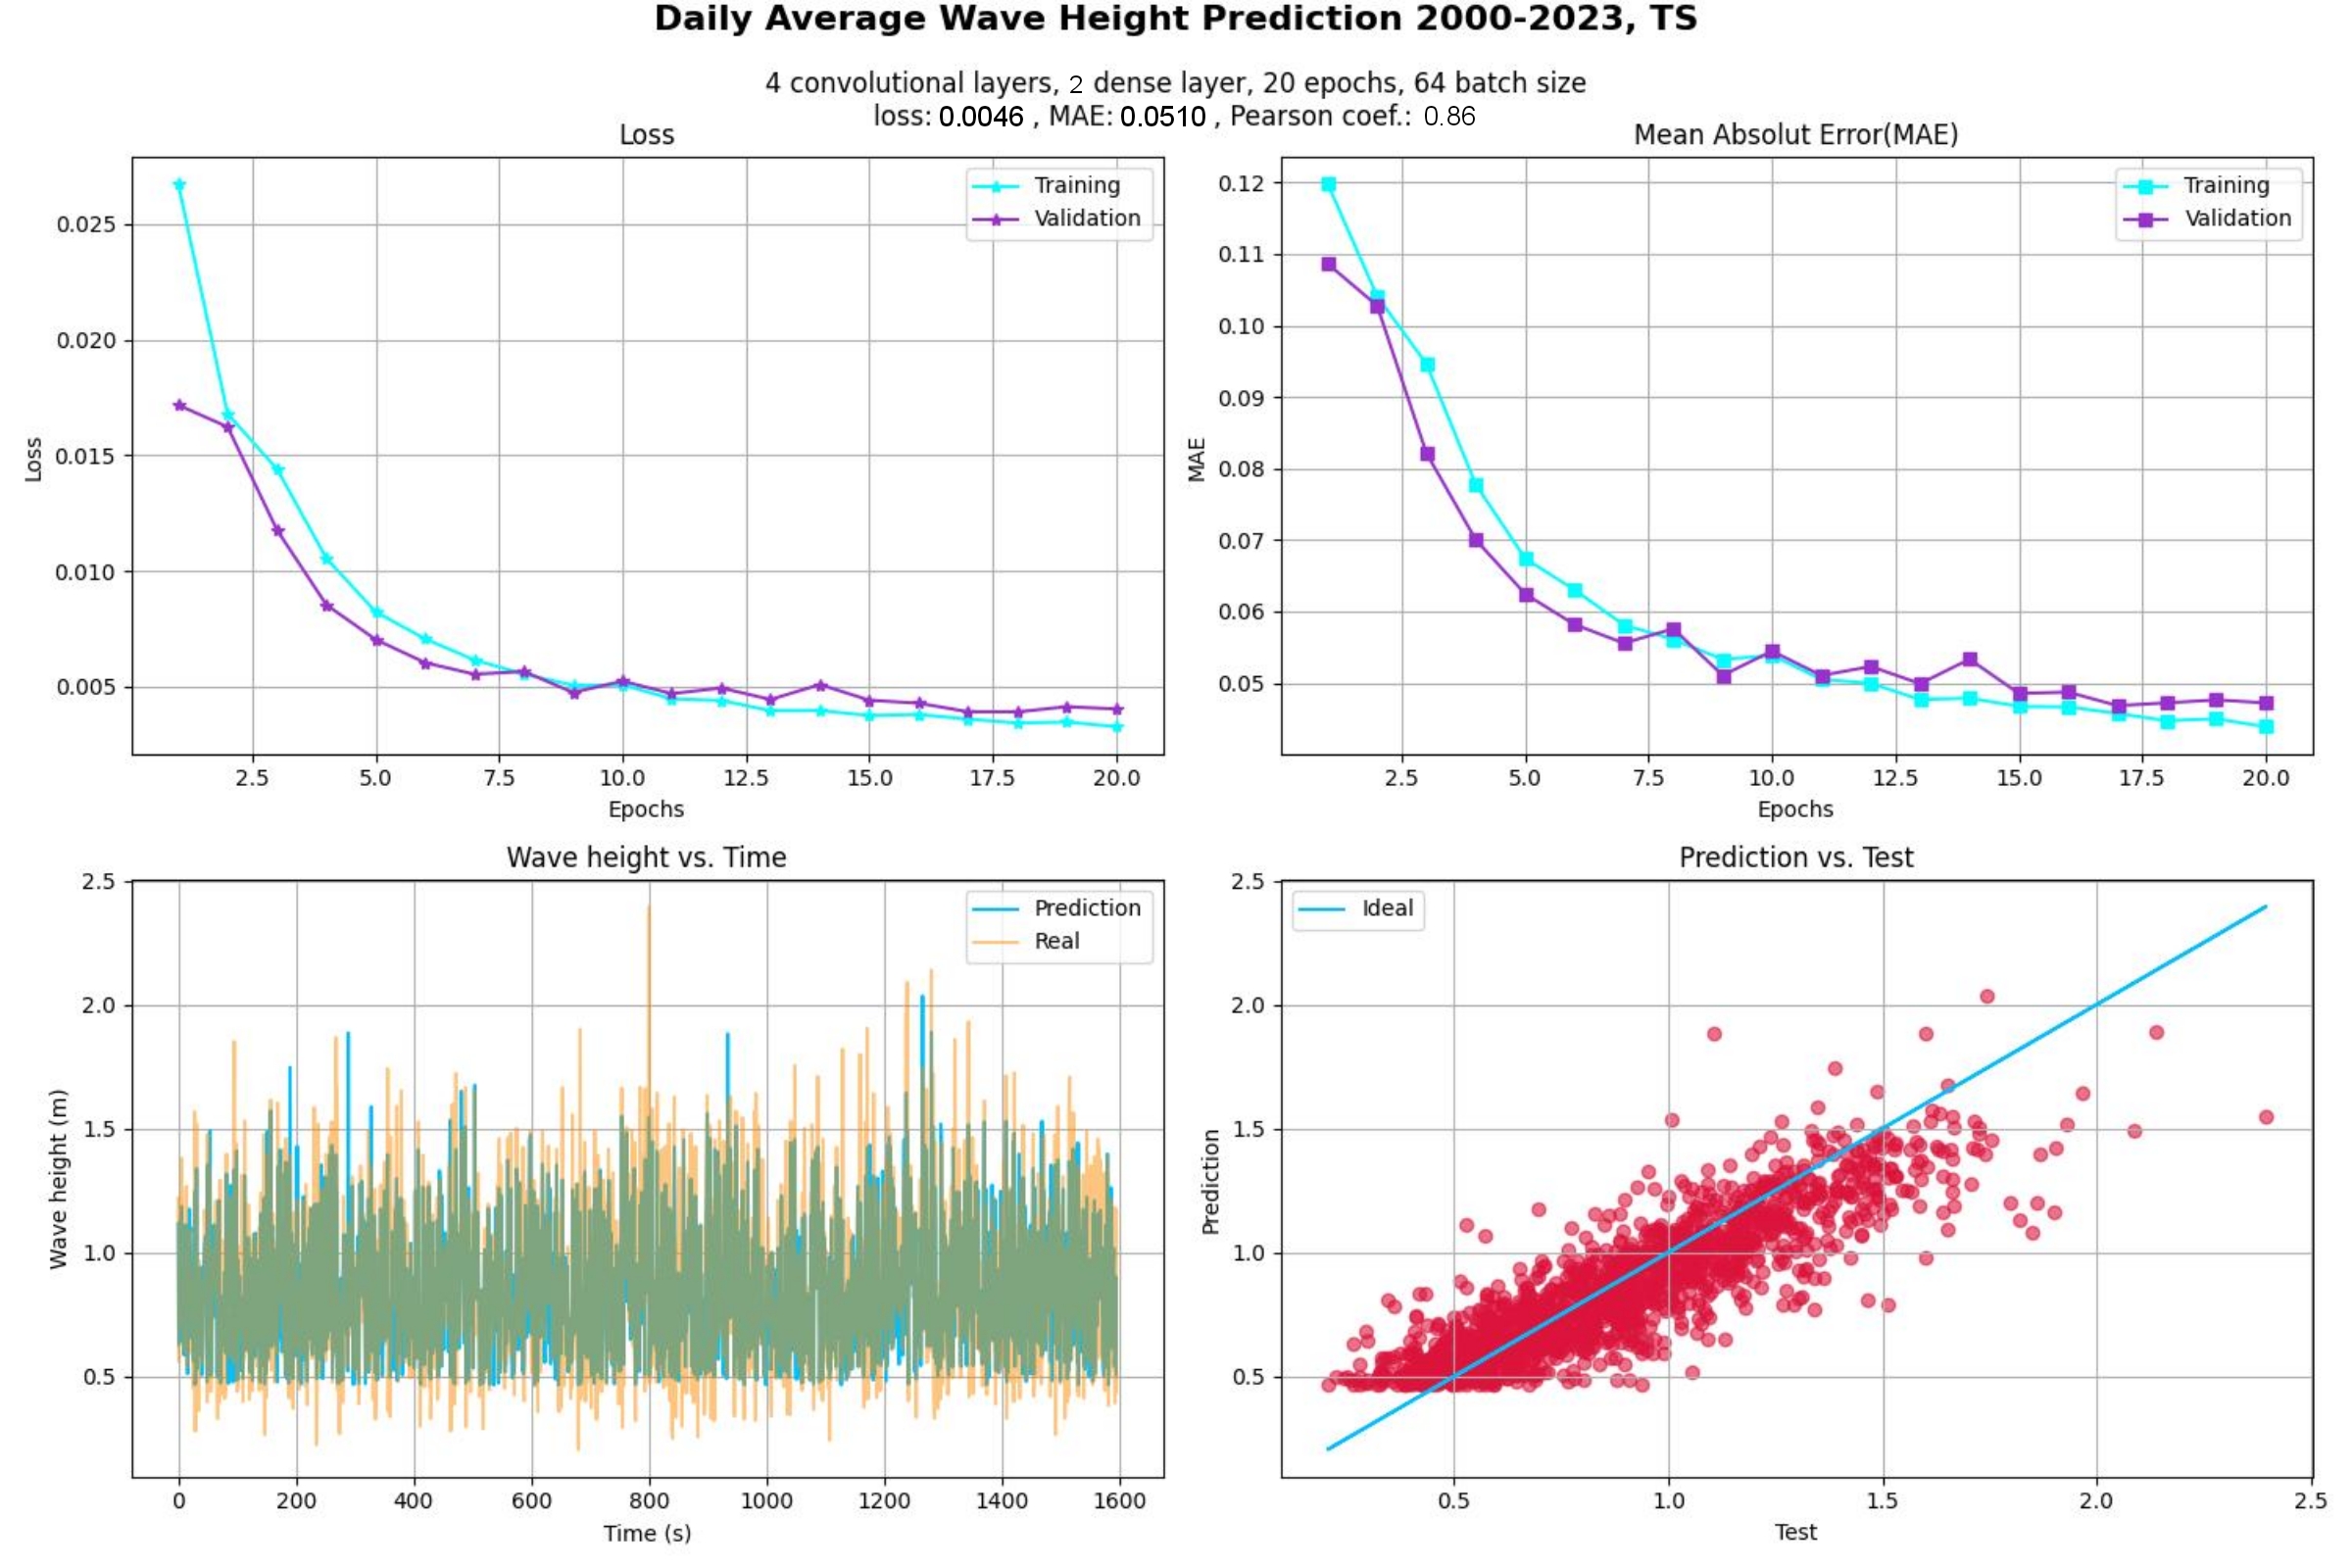 Daily Average Wave Height Prediction 2000-2023, TS
4 convolutional layers, 2 dense layer, 20 epochs, 64 batch size
loss: 0.0046 , MAE: 0.0510 , Pearson coef.: 0.86
Loss
Training
Validation
0.025
0.020
0.015
0.010
0.005
Loss
2.5 5.0 7.5 10.0 12.5 15.0 17.5 20.0
Epochs
Mean Absolut Error(MAE)
Training
Validation
0.12
0.11
0.10
0.09
0.08
0.07
0.06
0.05
MAE
2.5 5.0 7.5 10.0 12.5 15.0 17.5 20.0
Epochs
Wave height vs. Time
Prediction
Real
2.5
2.0
1.5
1.0
0.5
Wave height (m)
0 200 400 600 800 1000 1200 1400 1600
Time (s)
Prediction vs. Test
Ideal
2.5
2.0
1.5
1.0
0.5
Prediction
0.5 1.0 1.5 2.0 2.5
Test